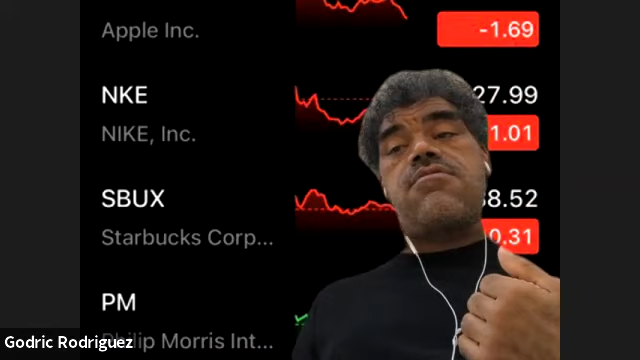 Apple Inc.
-1.69
NKE
27.99
NIKE, Inc.
1.01
SBUX
8.52
Starbucks Corp...
0.31
PM
Philip Morris Int...
Godric Rodriguez